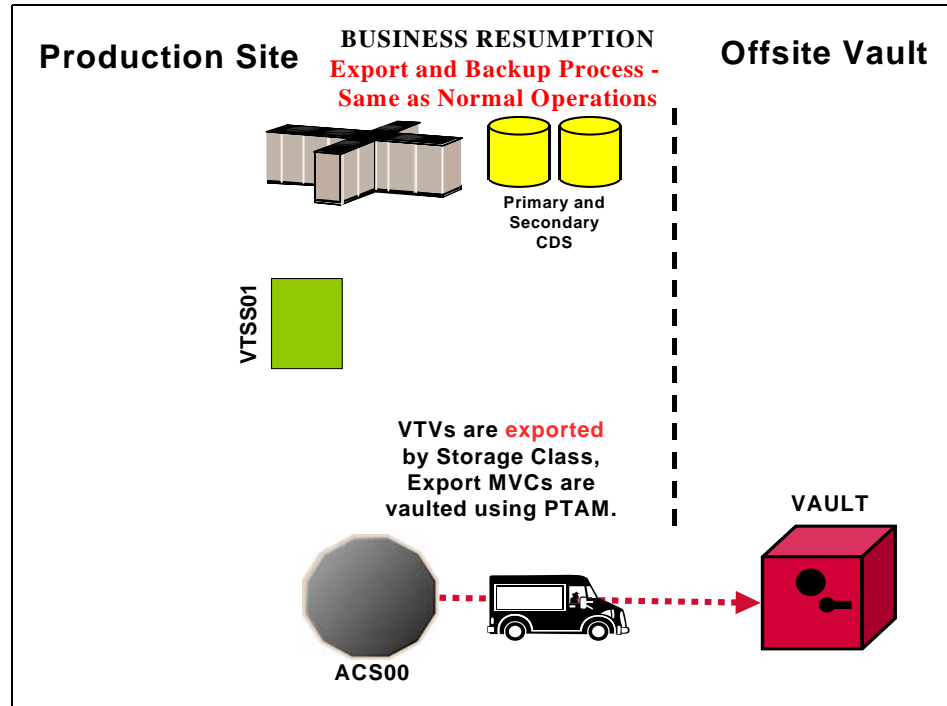 Production Site
BUSINESS RESUMPTION
Export and Backup Process -
Same as Normal Operations
Offsite Vault
Primary and
Secondary
CDS
VTSS01
VTVs are exported
by Storage Class,
Export MVCs are
vaulted using PTAM.
VAULT
ACS00